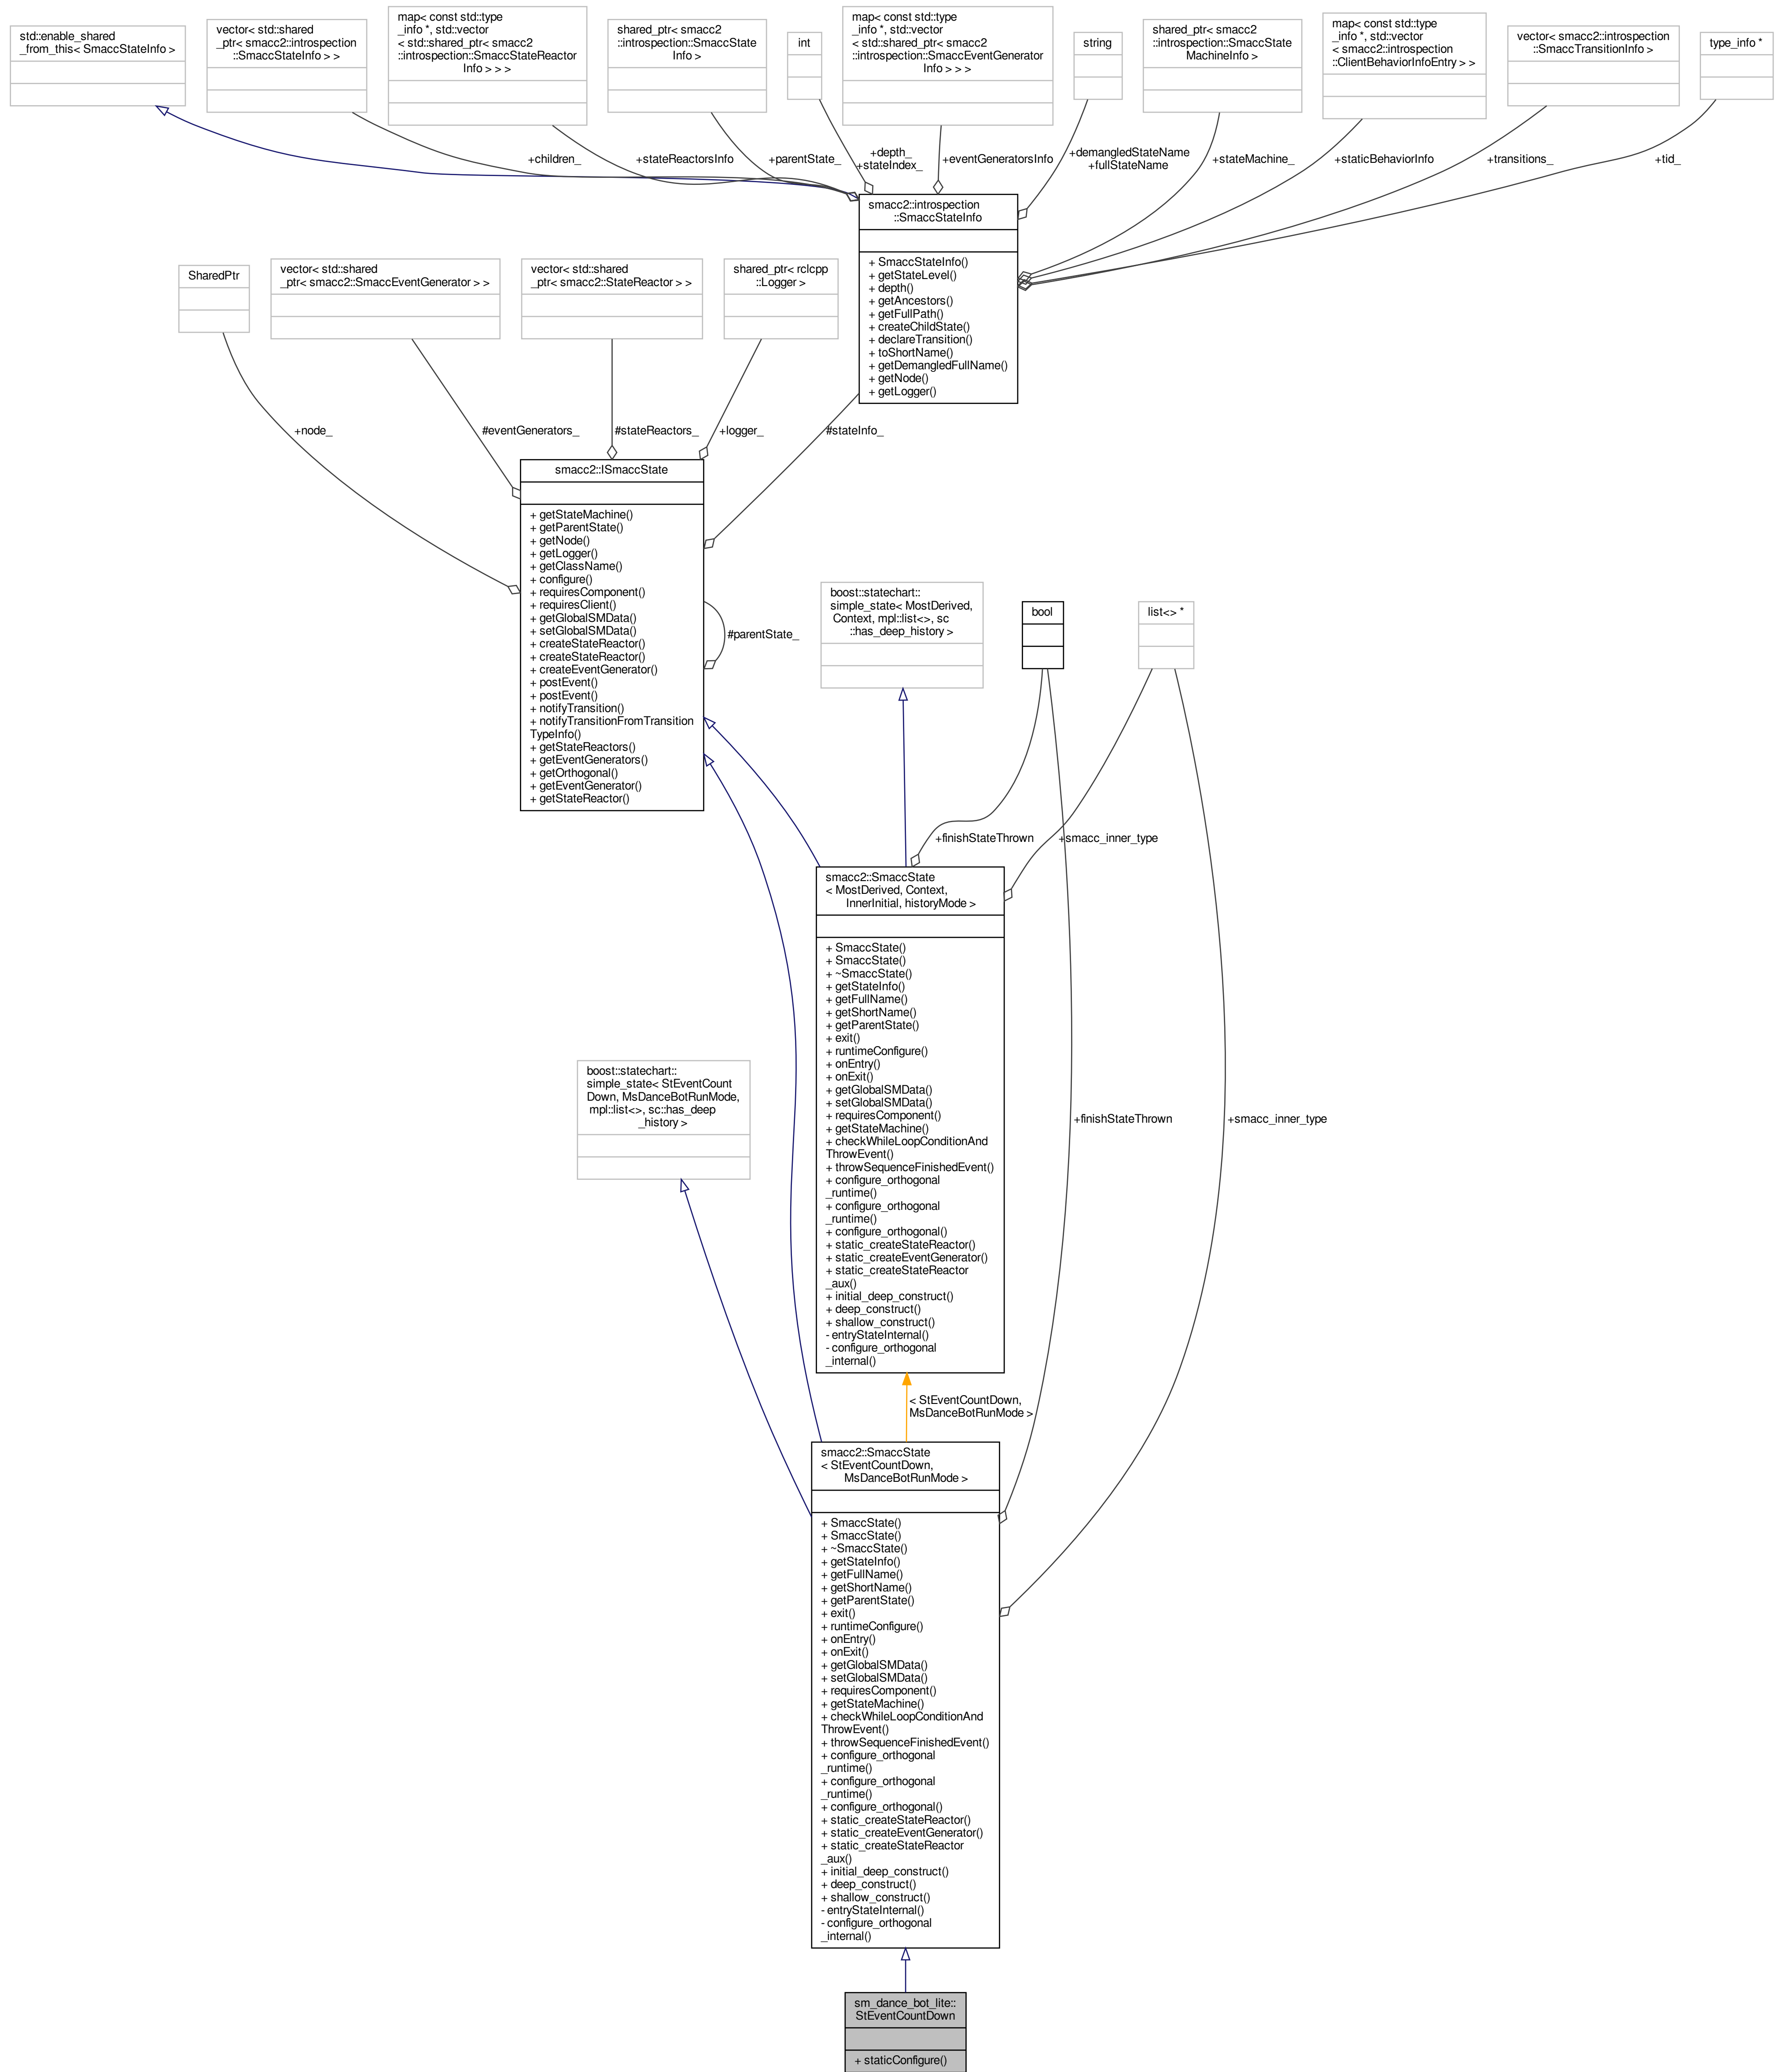 std::enable_shared
_from_this< SmaccStateInfo >
vector< std::shared
_ptr< smacc2::introspection
::SmaccStateInfo > >
map< const std::type
_info *, std::vector
< std::shared_ptr< smacc2
::introspection::SmaccStateReactor
Info > > >
shared_ptr< smacc2
::introspection::SmaccState
Info >
int
map< const std::type
_info *, std::vector
< std::shared_ptr< smacc2
::introspection::SmaccEventGenerator
Info > > >
string
shared_ptr< smacc2
::introspection::SmaccState
MachineInfo >
map< const std::type
_info *, std::vector
< smacc2::introspection
::ClientBehaviorInfoEntry > >
vector< smacc2::introspection
::SmaccTransitionInfo >
type_info *
+children_
+stateReactorsInfo
+parentState_
+depth_
+stateIndex_
+eventGeneratorsInfo
+demangledStateName
+fullStateName
+stateMachine_
+staticBehaviorInfo
+transitions_
+tid_
smacc2::introspection
::SmaccStateInfo
+ SmaccStateInfo()
+ getStateLevel()
+ depth()
+ getAncestors()
+ getFullPath()
+ createChildState()
+ declareTransition()
+ toShortName()
+ getDemangledFullName()
+ getNode()
+ getLogger()
SharedPtr
vector< std::shared
_ptr< smacc2::SmaccEventGenerator > >
vector< std::shared
_ptr< smacc2::StateReactor > >
shared_ptr< rclcpp
::Logger >
+node_
#eventGenerators_
#stateReactors_
+logger_
#stateInfo_
smacc2::ISmaccState
+ getStateMachine()
+ getParentState()
+ getNode()
+ getLogger()
+ getClassName()
+ configure()
+ requiresComponent()
+ requiresClient()
+ getGlobalSMData()
+ setGlobalSMData()
+ createStateReactor()
+ createStateReactor()
+ createEventGenerator()
+ postEvent()
+ postEvent()
+ notifyTransition()
+ notifyTransitionFromTransition
TypeInfo()
+ getStateReactors()
+ getEventGenerators()
+ getOrthogonal()
+ getEventGenerator()
+ getStateReactor()
#parentState_
boost::statechart::
simple_state< MostDerived,
Context, mpl::list<>, sc
::has_deep_history >
bool
list<> *
+finishStateThrown
+smacc_inner_type
smacc2::SmaccState
< MostDerived, Context,
InnerInitial, historyMode >
+ SmaccState()
+ SmaccState()
+ ~SmaccState()
+ getStateInfo()
+ getFullName()
+ getShortName()
+ getParentState()
+ exit()
+ runtimeConfigure()
+ onEntry()
+ onExit()
+ getGlobalSMData()
+ setGlobalSMData()
+ requiresComponent()
+ getStateMachine()
+ checkWhileLoopConditionAnd
ThrowEvent()
+ throwSequenceFinishedEvent()
+ configure_orthogonal
_runtime()
+ configure_orthogonal
_runtime()
+ configure_orthogonal()
+ static_createStateReactor()
+ static_createEventGenerator()
+ static_createStateReactor
_aux()
+ initial_deep_construct()
+ deep_construct()
+ shallow_construct()
- entryStateInternal()
- configure_orthogonal
_internal()
boost::statechart::
simple_state< StEventCount
Down, MsDanceBotRunMode,
mpl::list<>, sc::has_deep
_history >
+finishStateThrown
+smacc_inner_type
< StEventCountDown,
MsDanceBotRunMode >
smacc2::SmaccState
< StEventCountDown,
MsDanceBotRunMode >
+ SmaccState()
+ SmaccState()
+ ~SmaccState()
+ getStateInfo()
+ getFullName()
+ getShortName()
+ getParentState()
+ exit()
+ runtimeConfigure()
+ onEntry()
+ onExit()
+ getGlobalSMData()
+ setGlobalSMData()
+ requiresComponent()
+ getStateMachine()
+ checkWhileLoopConditionAnd
ThrowEvent()
+ throwSequenceFinishedEvent()
+ configure_orthogonal
_runtime()
+ configure_orthogonal
_runtime()
+ configure_orthogonal()
+ static_createStateReactor()
+ static_createEventGenerator()
+ static_createStateReactor
_aux()
+ initial_deep_construct()
+ deep_construct()
+ shallow_construct()
- entryStateInternal()
- configure_orthogonal
_internal()
sm_dance_bot_lite::
StEventCountDown
+ staticConfigure()